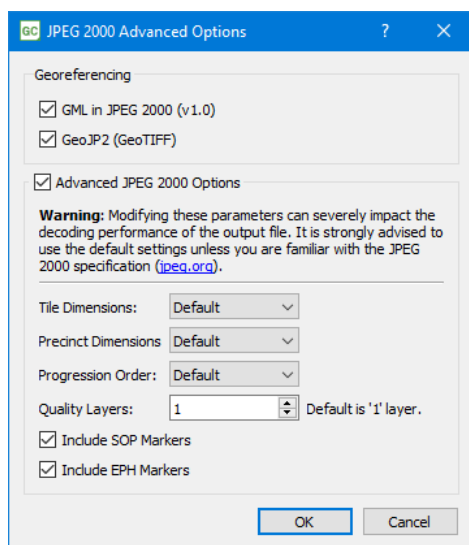 GC JPEG 2000 Advanced Options ?
Georeferencing
GML in JPEG 2000 (v1.0)
GeoJP2 (GeoTIFF)
Advanced JPEG 2000 Options
Warning: Modifying these parameters can severely impact the
decoding performance of the output file. It is strongly advised to
use the default settings unless you are familiar with the JPEG
2000 specification (jpeg.org).
Tile Dimensions: Default
Precinct Dimensions Default
Progression Order: Default
Quality Layers: 1 Default is '1' layer.
Include SOP Markers
Include EPH Markers
OK Cancel